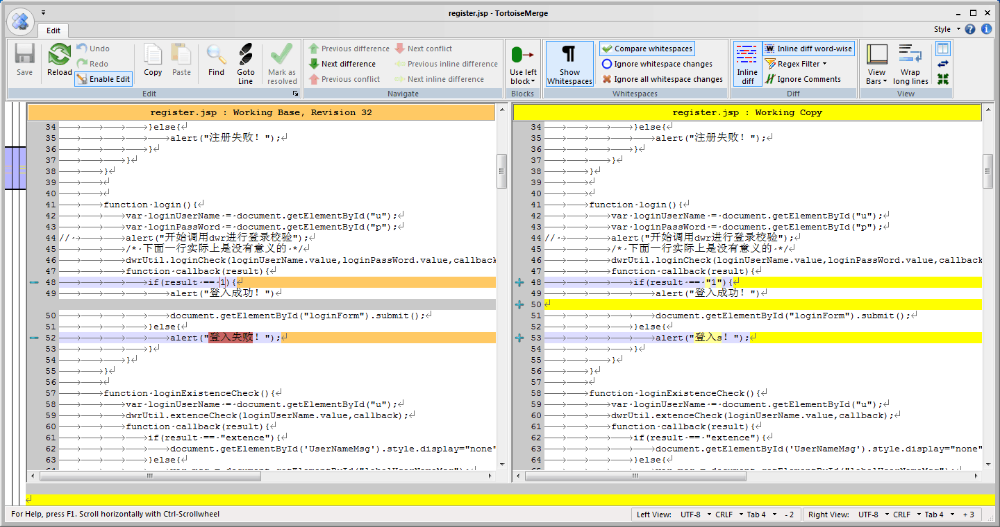 register.jsp - TortoiseMerge
Edit
Style
Save
Reload
Undo
Redo
Enable Edit
Copy
Paste
Find
Goto Line
Mark as resolved
Edit
Previous difference
Next difference
Previous conflict
Next conflict
Previous inline difference
Next inline difference
Navigate
Use left block
Blocks
Show Whitespaces
Compare whitespaces
Ignore whitespace changes
Ignore all whitespace changes
Whitespaces
Inline diff
Inline diff word-wise
Regex Filter
Ignore Comments
Diff
View Bars
Wrap long lines
View
register.jsp : Working Base, Revision 32
34 }else{
35 alert("注册失败！");
36 }
37 }
38 }
39
40
41 function login(){
42 var loginUserName = document.getElementById("u");
43 var loginPassWord = document.getElementById("p");
44 // alert("开始调用dwr进行登录校验");
45 /* 下面一行实际上是没有意义的 */
46 dwrUtil.loginCheck(loginUserName.value,loginPassWord.value,callback
47 function callback(result){
48 if(result == 1){
49 alert("登入成功！")
50 document.getElementById("loginForm").submit();
51 }else{
52 alert("登入失败！");
53 }
54 }
55 }
56
57 function loginExistenceCheck(){
58 var loginUserName = document.getElementById("u");
59 dwrUtil.extenceCheck(loginUserName.value,callback);
60 function callback(result){
61 if(result == "extence"){
62 document.getElementById('UserNameMsg').style.display="none"
63 }else{
register.jsp : Working Copy
34 }else{
35 alert("注册失败！");
36 }
37 }
38 }
39
40
41 function login(){
42 var loginUserName = document.getElementById("u");
43 var loginPassWord = document.getElementById("p");
44 // alert("开始调用dwr进行登录校验");
45 /* 下面一行实际上是没有意义的 */
46 dwrUtil.loginCheck(loginUserName.value,loginPassWord.value,callback
47 function callback(result){
48 if(result == "1"){
49 alert("登入成功！")
50
51 document.getElementById("loginForm").submit();
52 }else{
53 alert("登入s！");
54 }
55 }
56 }
57
58 function loginExistenceCheck(){
59 var loginUserName = document.getElementById("u");
60 dwrUtil.extenceCheck(loginUserName.value,callback);
61 function callback(result){
62 if(result == "extence"){
63 document.getElementById('UserNameMsg').style.display="none"
64 }else{
For Help, press F1. Scroll horizontally with Ctrl-Scrollwheel
Left View: UTF-8 CRLF Tab 4 - 2
Right View: UTF-8 CRLF Tab 4 + 3